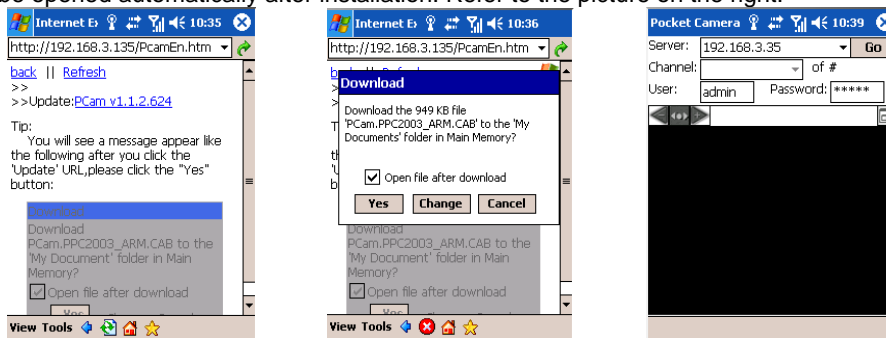 be opened automatically after installation. Refer to the picture on the right.
Internet E 10:35
http://192.168.3.135/PcamEn.htm
back || Refresh
>>
>>Update:PCam v1.1.2.624
Tip:
You will see a message appear like
the following after you click the
'Update' URL,please click the "Yes"
button:
Download
Download
PCam.PPC2003_ARM.CAB to the
'My Document' folder in Main
Memory?
Open file after download
Yes
View Tools
Internet E 10:36
http://192.168.3.135/PcamEn.htm
Download
Download the 949 KB file
'PCam.PPC2003_ARM.CAB' to the 'My
Documents' folder in Main Memory?
Open file after download
Yes Change Cancel
Download
PCam.PPC2003_ARM.CAB to the
'My Document' folder in Main
Memory?
Open file after download
View Tools
Pocket Camera 10:39
Server: 192.168.3.35 Go
Channel: of #
User: admin Password: *****